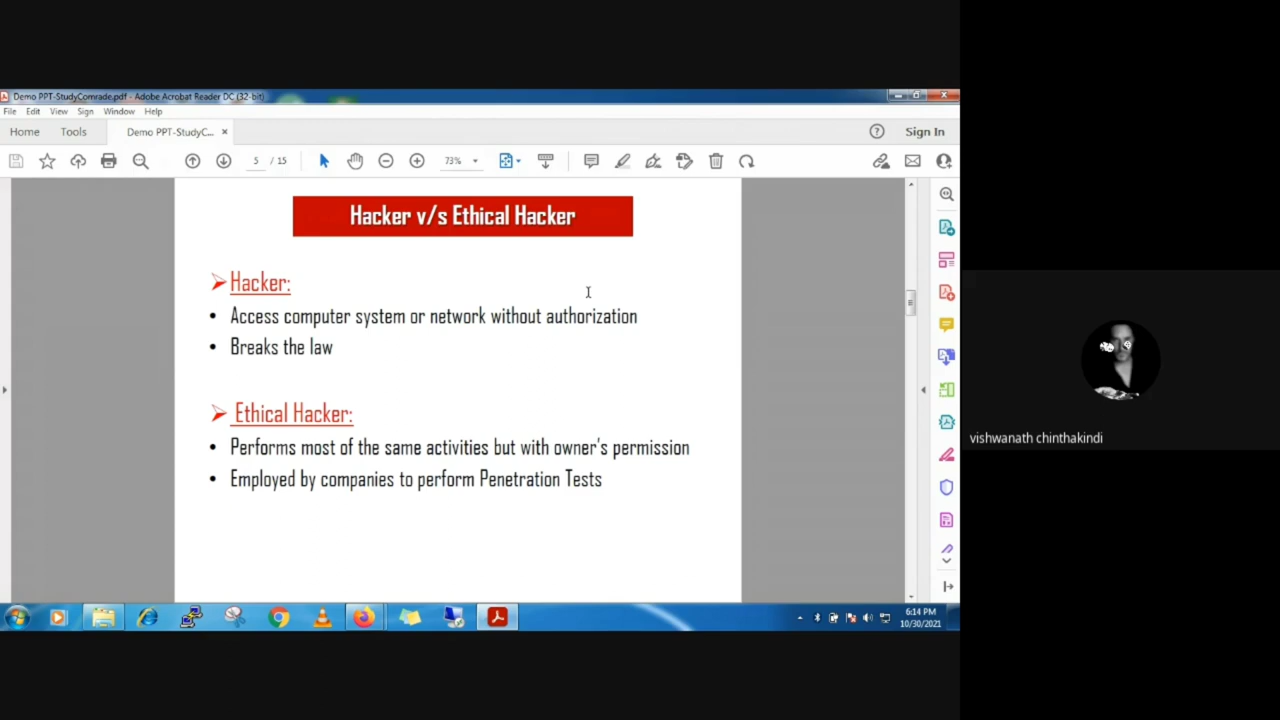 Demo PPT-StudyComrade.pdf - Adobe Acrobat Reader DC (32-bit)
File Edit View Sign Window Help
Home Tools Demo PPT-StudyC... × Sign In
5 / 15 73%
Hacker v/s Ethical Hacker
Hacker:
• Access computer system or network without authorization
• Breaks the law
Ethical Hacker:
• Performs most of the same activities but with owner's permission
• Employed by companies to perform Penetration Tests
vishwanath chinthakindi
6:14 PM
10/30/2021